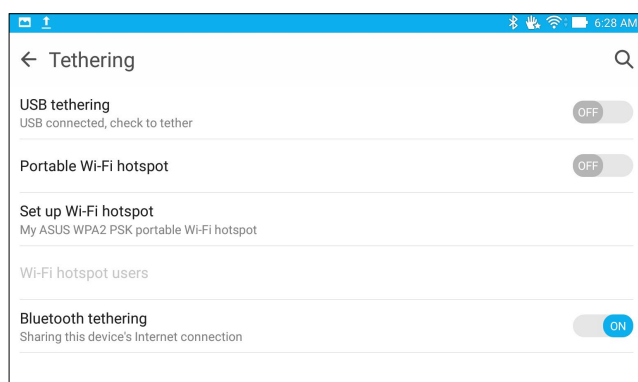 6:28 AM
Tethering
USB tethering
OFF
USB connected, check to tether
Portable Wi-Fi hotspot
OFF
Set up Wi-Fi hotspot
My ASUS WPA2 PSK portable Wi-Fi hotspot
Wi-Fi hotspot users
Bluetooth tethering
ON
Sharing this device's Internet connection